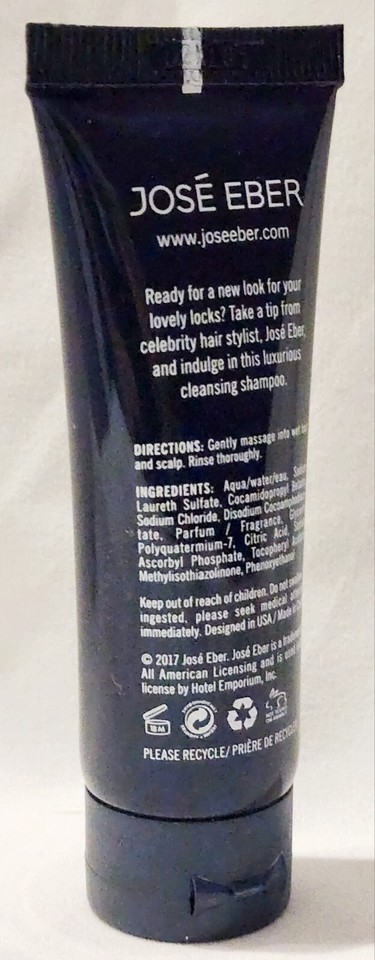 JOSÉ EBER
www.joseeber.com
Ready for a new look for your
lovely locks? Take a tip from
celebrity hair stylist, José Eber,
and indulge in this luxurious
cleansing shampoo.
DIRECTIONS: Gently massage into wet
and scalp. Rinse thoroughly.
INGREDIENTS: Aqua/water/eau,
Laureth Sulfate, Cocamidopropyl
Sodium Chloride, Disodium
tate, Parfum / Fragrance,
Polyquatermium-7, Citric Acid,
Ascorbyl Phosphate, Tocopheryl
Methylisothiazolinone, Phenoxyethanol
Keep out of reach of children. Do not
ingested, please seek medical
immediately. Designed in USA / Made in
© 2017 José Eber. José Eber is a
All American Licensing and is
license by Hotel Emporium, Inc.
PLEASE RECYCLE/ PRIÈRE DE